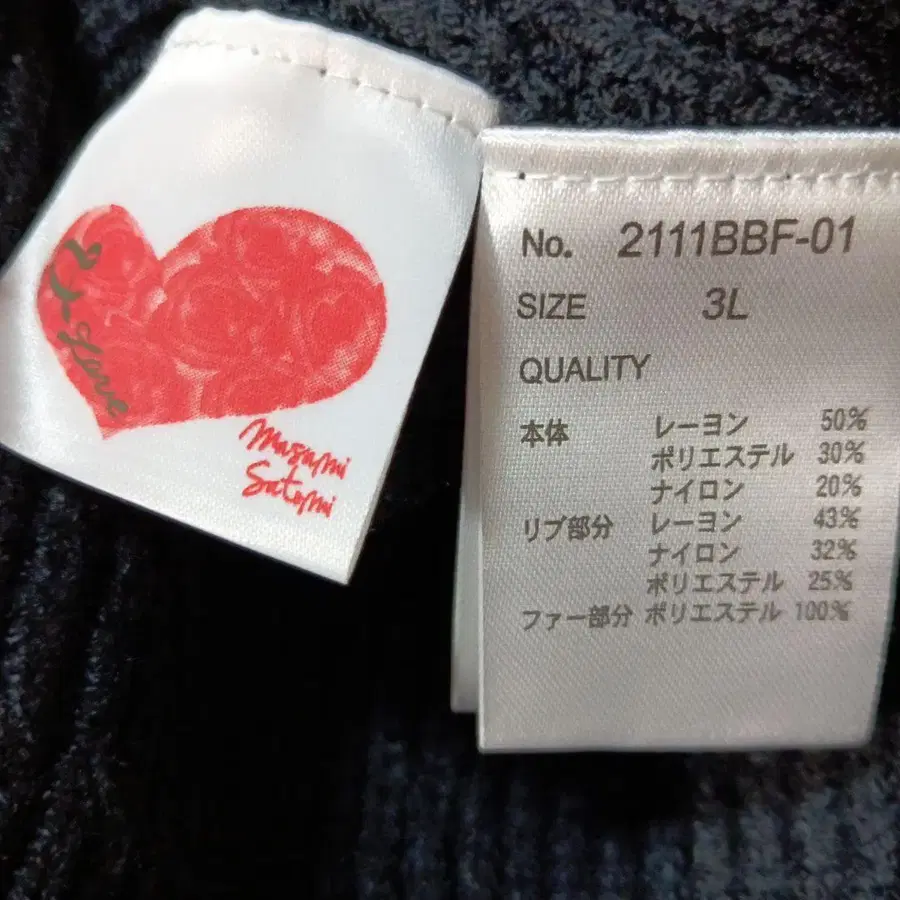 Love
Masami
Satomi
No. 2111BBF-01
SIZE 3L
QUALITY
本体 レーヨン 50%
ポリエステル 30%
ナイロン 20%
リブ部分 レーヨン 43%
ナイロン 32%
ポリエステル 25%
ファー部分 ポリエステル 100%